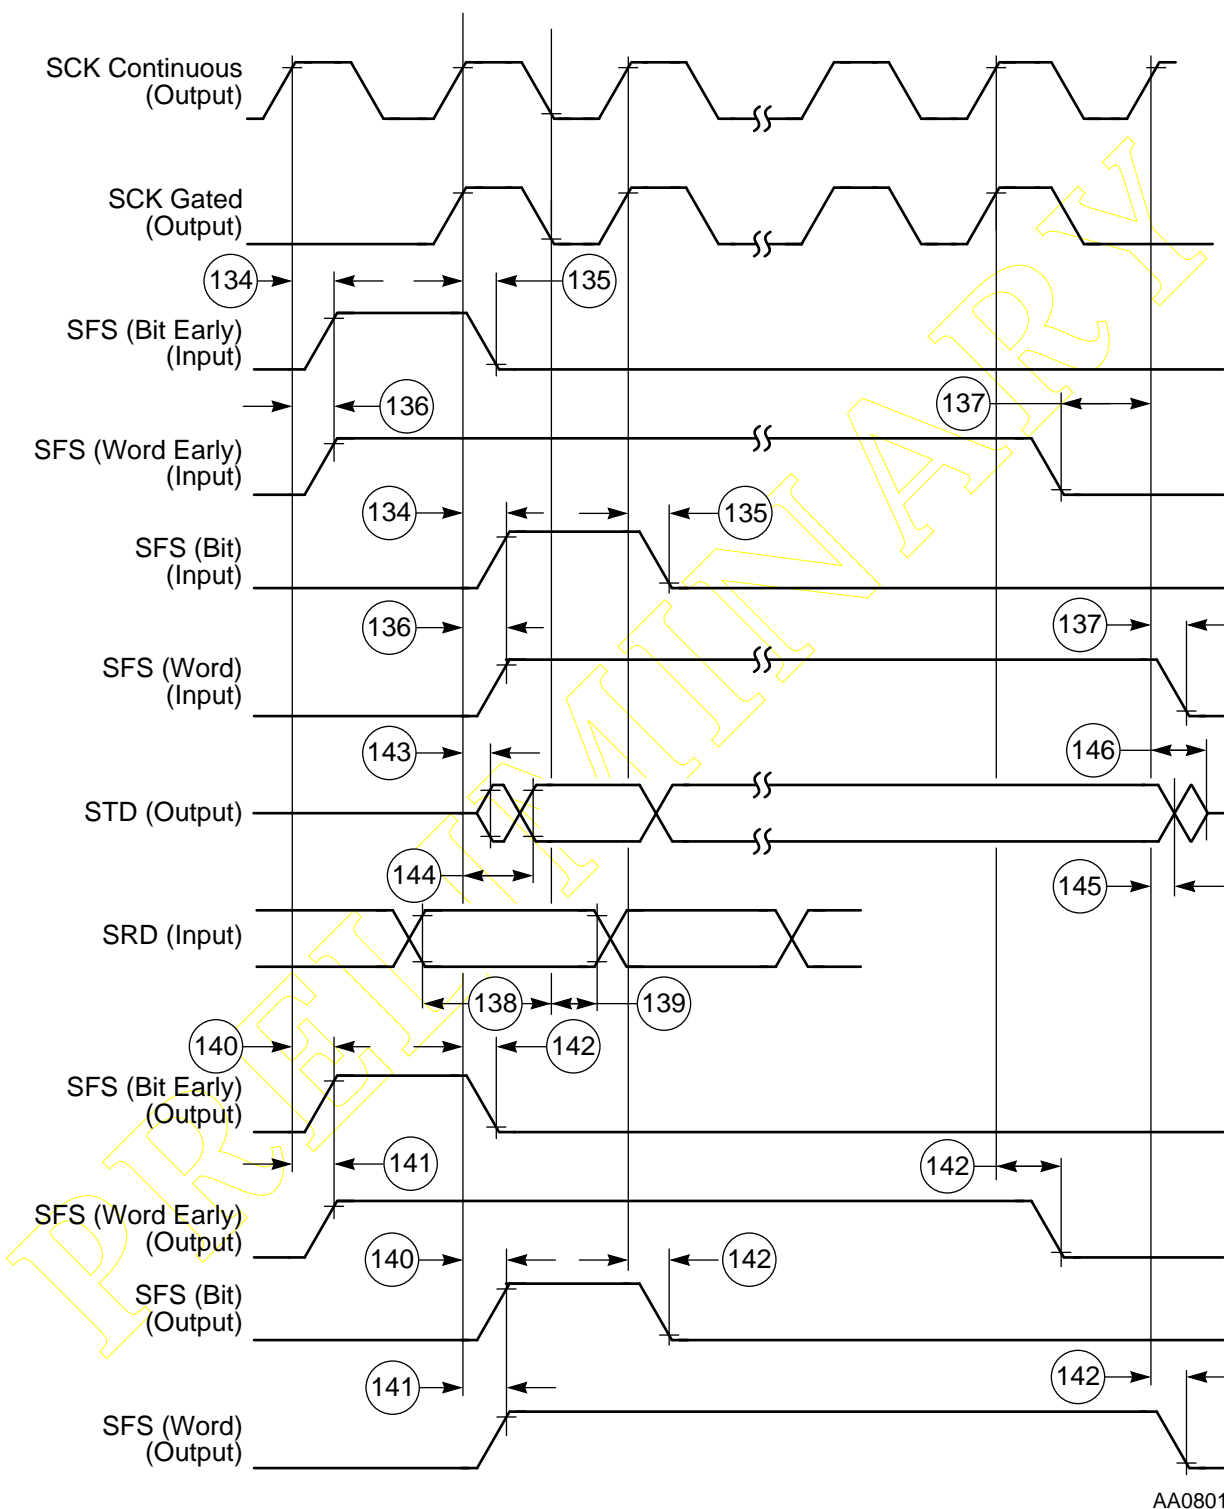 SCK Continuous
(Output)
SCK Gated
(Output)
134
135
SFS (Bit Early)
(Input)
136
137
SFS (Word Early)
(Input)
134
135
SFS (Bit)
(Input)
136
137
SFS (Word)
(Input)
143
146
STD (Output)
144
145
SRD (Input)
138
139
140
142
SFS (Bit Early)
(Output)
141
142
SFS (Word Early)
(Output)
140
142
SFS (Bit)
(Output)
141
142
SFS (Word)
(Output)
AA0801
PRELIMINARY